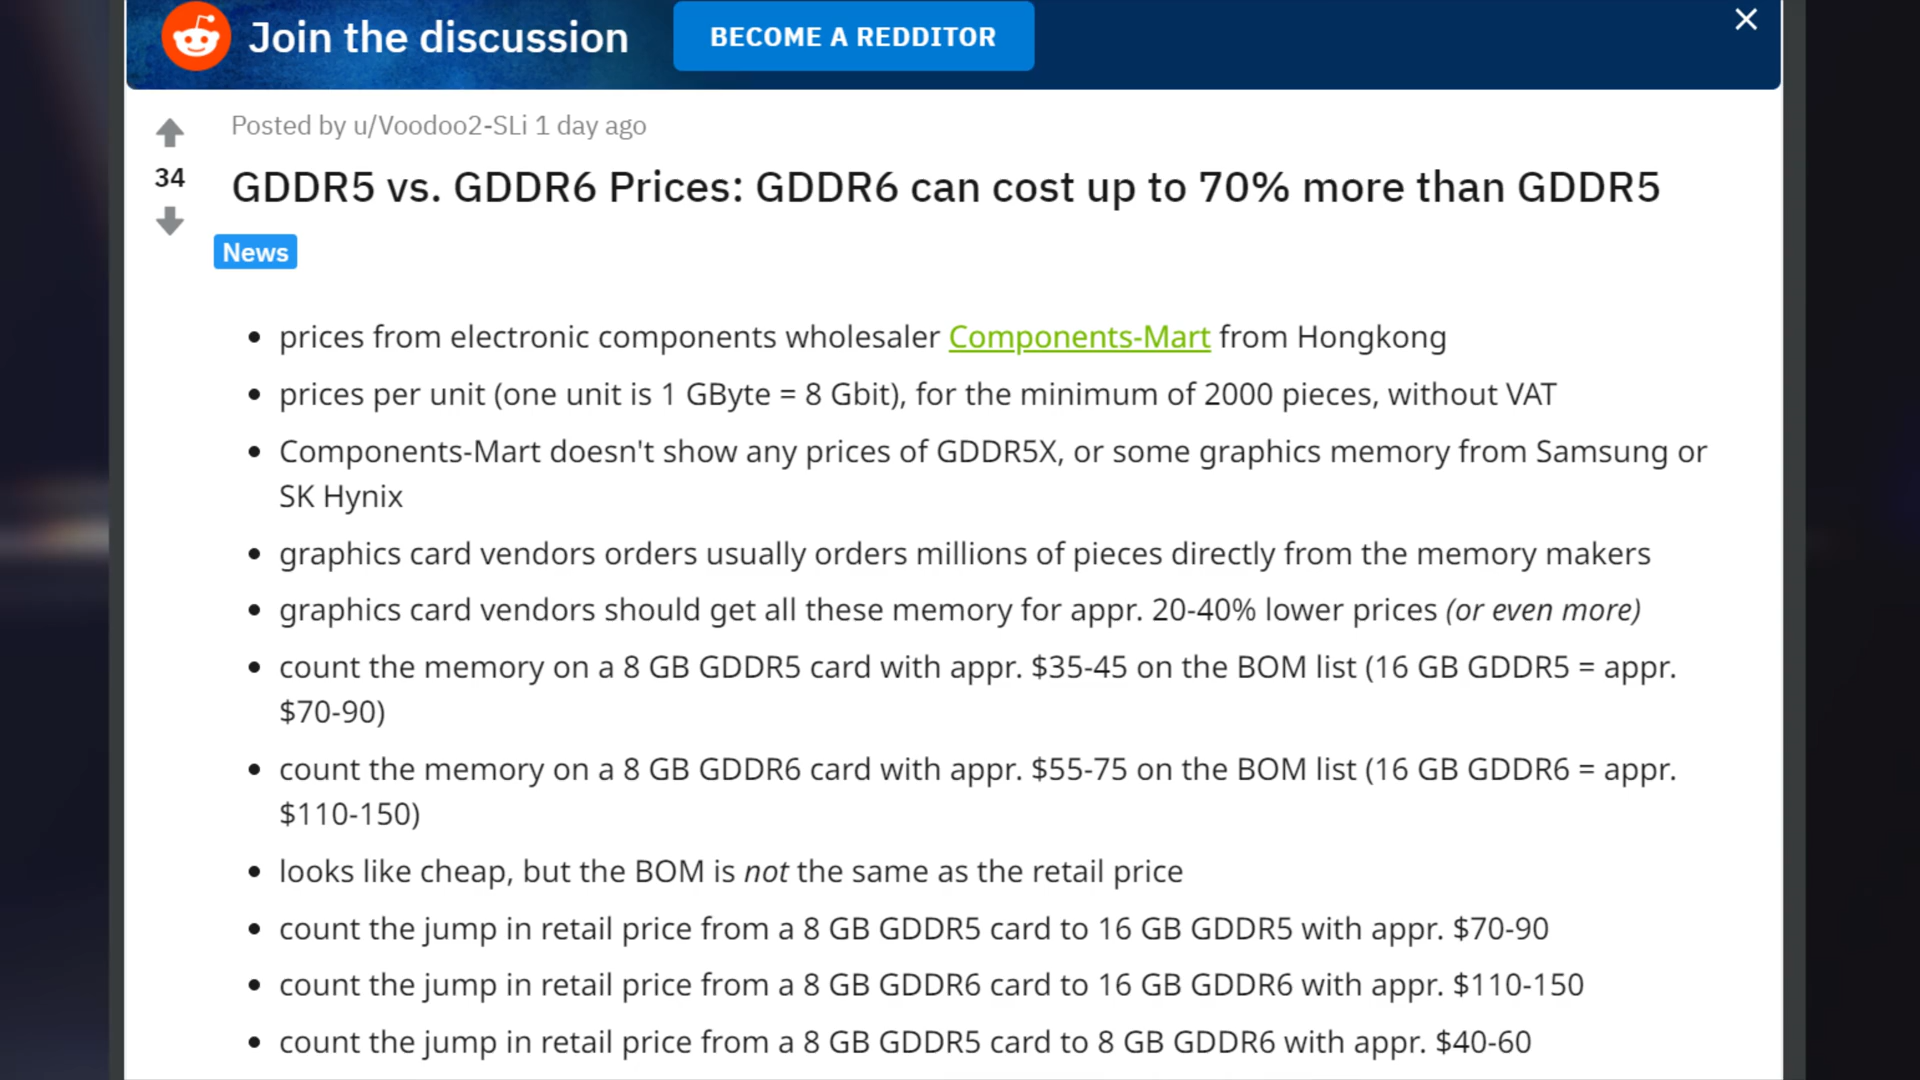 Join the discussion
BECOME A REDDITOR
Posted by u/Voodoo2-SLi 1 day ago
34
GDDR5 vs. GDDR6 Prices: GDDR6 can cost up to 70% more than GDDR5
News
prices from electronic components wholesaler Components-Mart from Hongkong
prices per unit (one unit is 1 GByte = 8 Gbit), for the minimum of 2000 pieces, without VAT
Components-Mart doesn't show any prices of GDDR5X, or some graphics memory from Samsung or
SK Hynix
graphics card vendors orders usually orders millions of pieces directly from the memory makers
graphics card vendors should get all these memory for appr. 20-40% lower prices (or even more)
count the memory on a 8 GB GDDR5 card with appr. $35-45 on the BOM list (16 GB GDDR5 = appr.
$70-90)
count the memory on a 8 GB GDDR6 card with appr. $55-75 on the BOM list (16 GB GDDR6 = appr.
$110-150)
looks like cheap, but the BOM is not the same as the retail price
count the jump in retail price from a 8 GB GDDR5 card to 16 GB GDDR5 with appr. $70-90
count the jump in retail price from a 8 GB GDDR6 card to 16 GB GDDR6 with appr. $110-150
count the jump in retail price from a 8 GB GDDR5 card to 8 GB GDDR6 with appr. $40-60